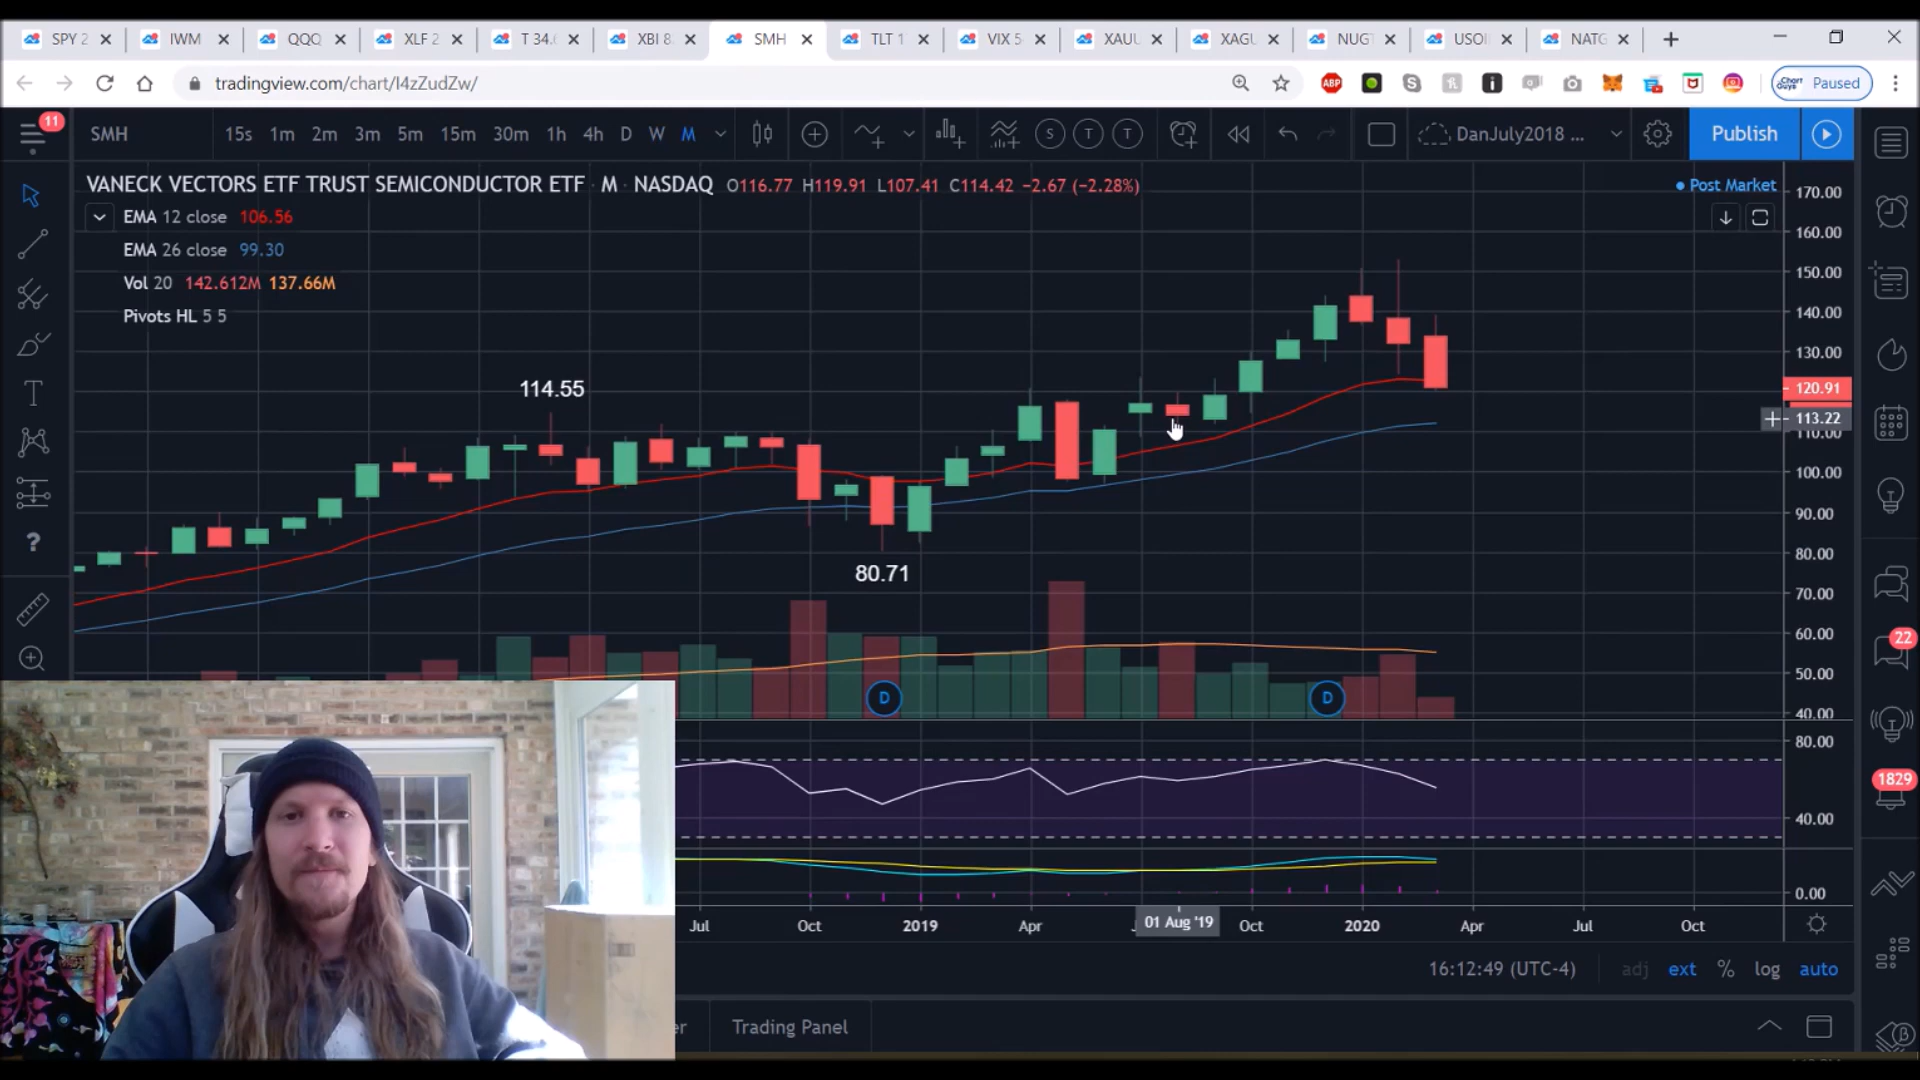 SPY 2
IWM
QQQ
XLF 2
T 34.
XBI 8
SMH
TLT 1
VIX 5
XAUU
XAGU
NUGT
USOI
NATG
tradingview.com/chart/I4zZudZw/
ABP
Chart Guys
Paused
11
SMH
15s 1m 2m 3m 5m 15m 30m 1h 4h D W M
S T T
DanJuly2018 ...
Publish
VANECK VECTORS ETF TRUST SEMICONDUCTOR ETF · M · NASDAQ O116.77 H119.91 L107.41 C114.42 −2.67 (−2.28%)
Post Market
EMA 12 close 106.56
EMA 26 close 99.30
Vol 20 142.612M 137.66M
Pivots HL 5 5
114.55
80.71
170.00
160.00
150.00
140.00
130.00
120.91
113.22
110.00
100.00
90.00
80.00
70.00
60.00
50.00
40.00
80.00
40.00
0.00
D
D
22
1829
Jul
Oct
2019
Apr
01 Aug '19
Oct
2020
Apr
Jul
Oct
16:12:49 (UTC-4)
adj ext % log auto
er
Trading Panel